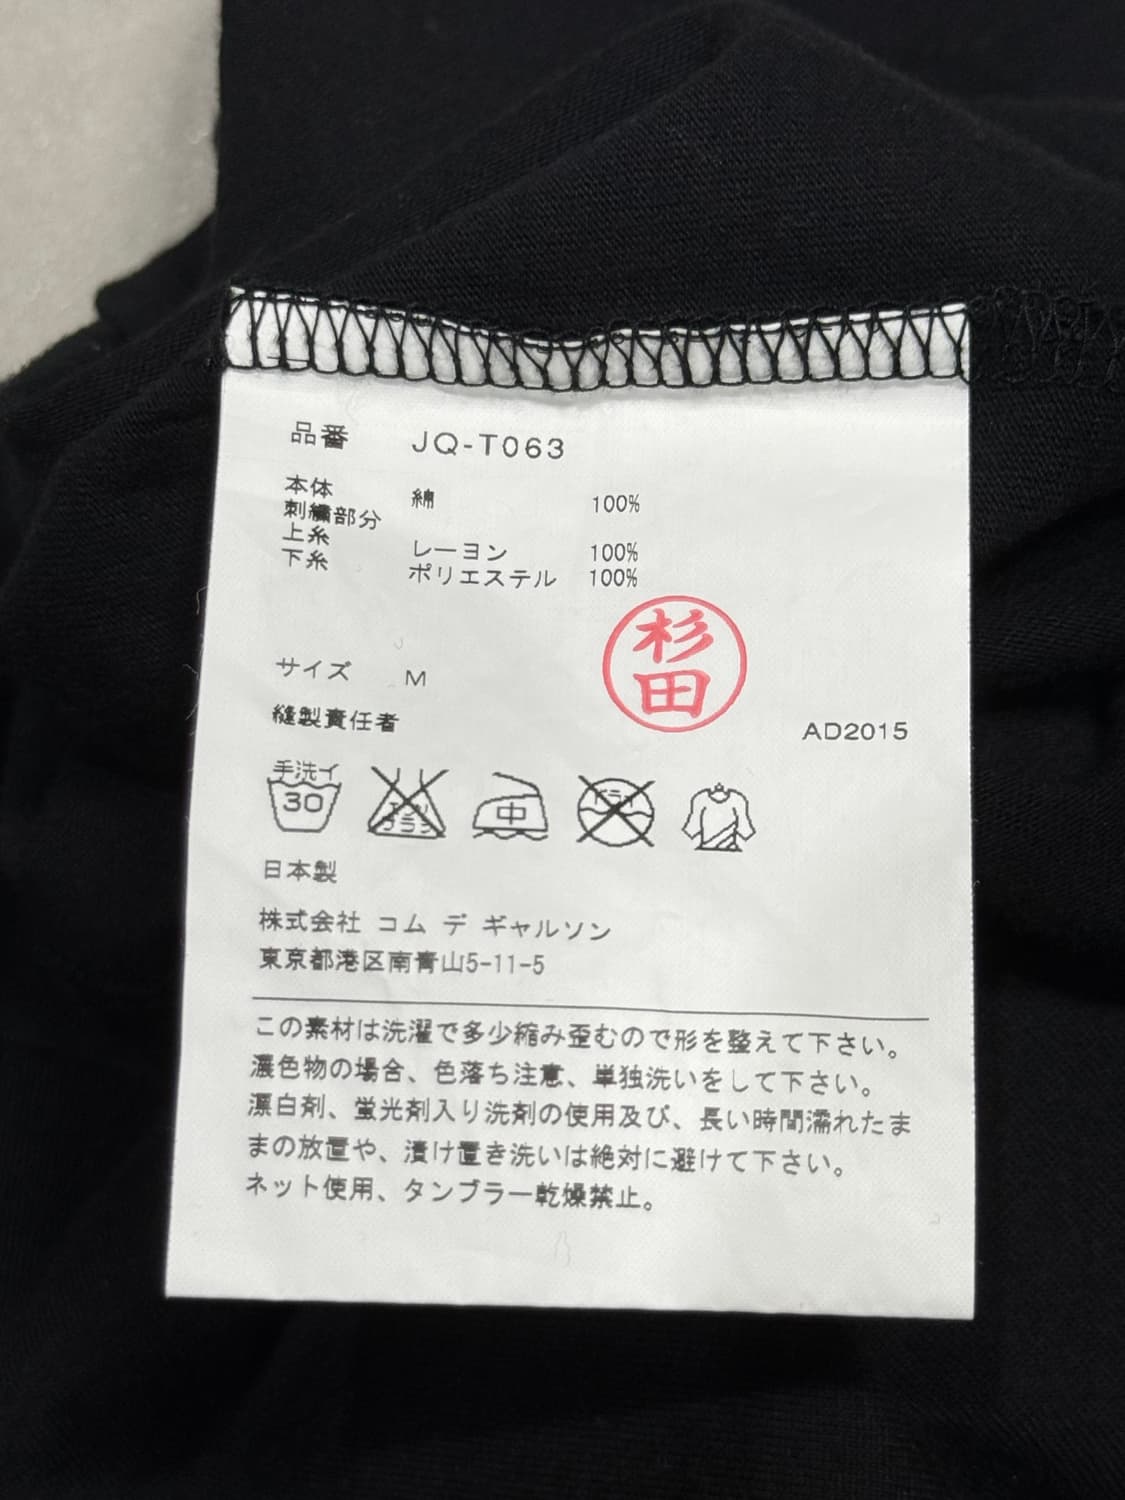 品番 JQ-T063
本体 綿 100%
刺繍部分
上糸 レーヨン 100%
下糸 ポリエステル 100%
杉田
サイズ M
縫製責任者
AD2015
手洗イ
30
エンソ
サラシ
中
ドライ
日本製
株式会社 コム デ ギャルソン
東京都港区南青山5-11-5
この素材は洗濯で多少縮み歪むので形を整えて下さい。
濃色物の場合、色落ち注意、単独洗いをして下さい。
漂白剤、蛍光剤入り洗剤の使用及び、長い時間濡れたま
まの放置や、漬け置き洗いは絶対に避けて下さい。
ネット使用、タンブラー乾燥禁止。